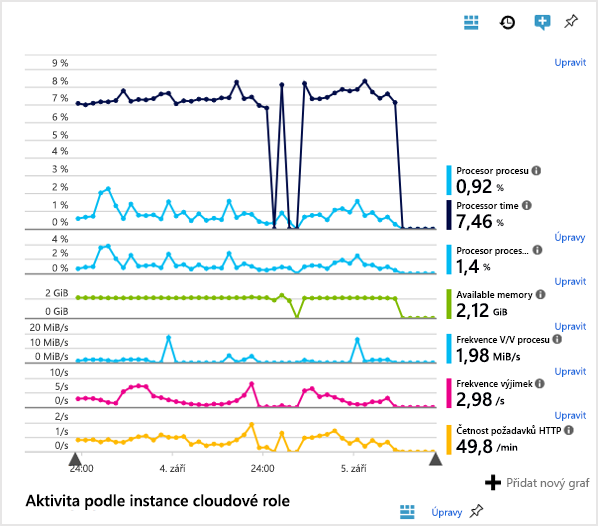 Upravit
9 %
8 %
7 %
6 %
5 %
4 %
3 %
2 %
1 %
0 %
Procesor procesu
0,92 %
Processor time
7,46 %
Úpravy
4 %
2 %
0 %
Procesor proces...
1,4 %
Upravit
2 GiB
0 GiB
Available memory
2,12 GiB
Upravit
20 MiB/s
10 MiB/s
0 MiB/s
Frekvence V/V procesu
1,98 MiB/s
Upravit
10/s
5/s
0/s
Frekvence výjimek
2,98 /s
Upravit
2/s
1/s
0/s
Četnost požadavků HTTP
49,8 /min
24:00
4. září
24:00
5. září
Přidat nový graf
Aktivita podle instance cloudové role
Úpravy